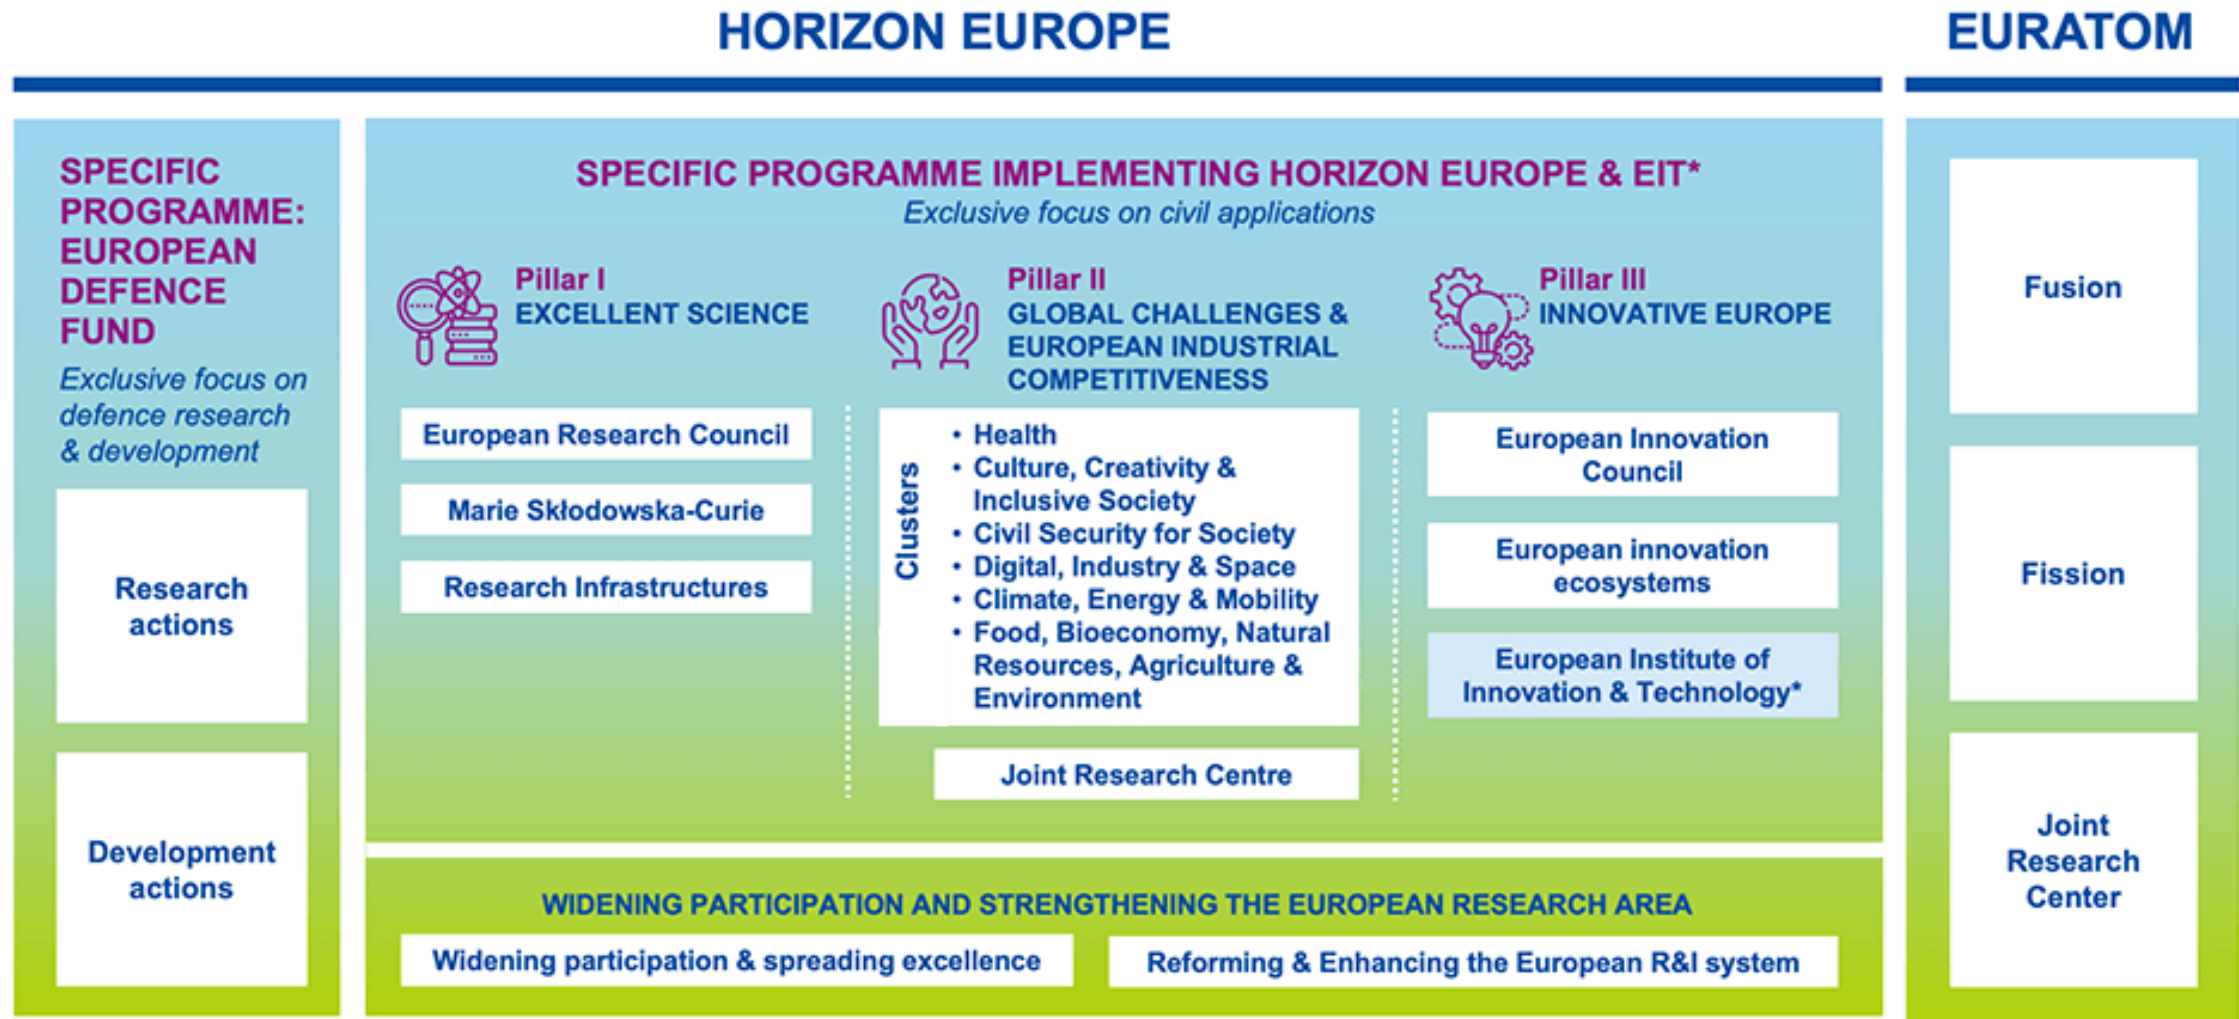 HORIZON EUROPE
EURATOM
SPECIFIC
PROGRAMME:
EUROPEAN
DEFENCE
FUND
Exclusive focus on
defence research
& development
Research
actions
Development
actions
SPECIFIC PROGRAMME IMPLEMENTING HORIZON EUROPE & EIT*
Exclusive focus on civil applications
Pillar I
EXCELLENT SCIENCE
European Research Council
Marie Skłodowska-Curie
Research Infrastructures
Pillar II
GLOBAL CHALLENGES &
EUROPEAN INDUSTRIAL
COMPETITIVENESS
Clusters
• Health
• Culture, Creativity &
Inclusive Society
• Civil Security for Society
• Digital, Industry & Space
• Climate, Energy & Mobility
• Food, Bioeconomy, Natural
Resources, Agriculture &
Environment
Joint Research Centre
Pillar III
INNOVATIVE EUROPE
European Innovation
Council
European innovation
ecosystems
European Institute of
Innovation & Technology*
WIDENING PARTICIPATION AND STRENGTHENING THE EUROPEAN RESEARCH AREA
Widening participation & spreading excellence
Reforming & Enhancing the European R&I system
Fusion
Fission
Joint
Research
Center